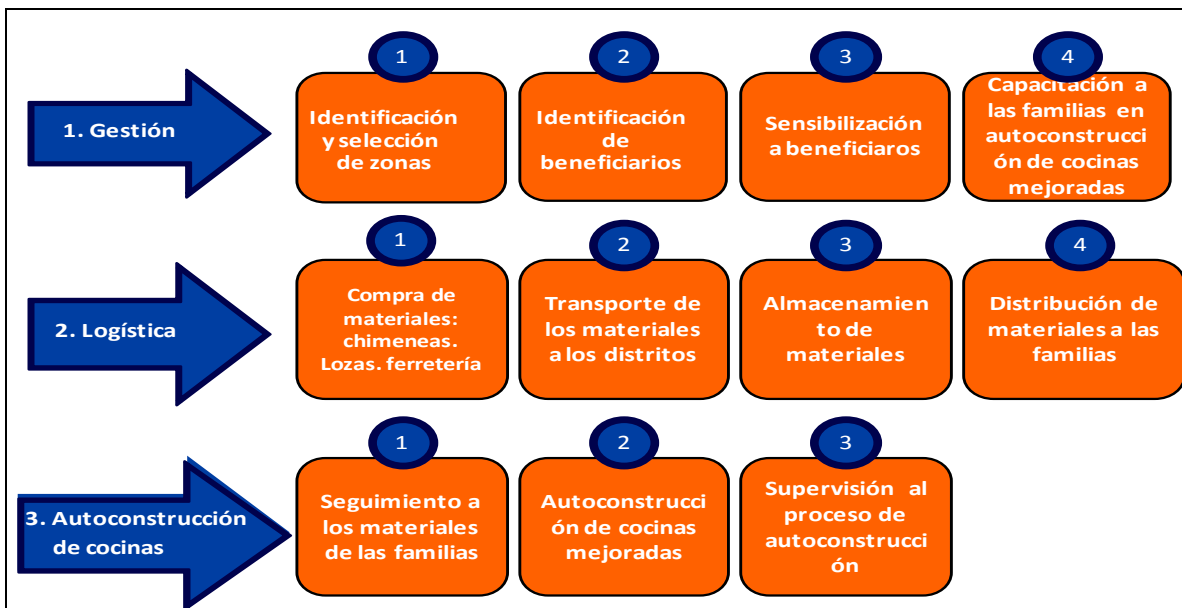 1
2
3
4
1. Gestión
Identificación
y selección
de zonas
Identificación
de
beneficiarios
Sensibilización
a beneficiaros
Capacitación a
las familias en
autoconstrucci
ón de cocinas
mejoradas
1
2
3
4
2. Logística
Compra de
materiales:
chimeneas.
Lozas. ferretería
Transporte de
los materiales
a los distritos
Almacenamien
to de
materiales
Distribución de
materiales a las
familias
1
2
3
3. Autoconstrucción
de cocinas
Seguimiento a
los materiales
de las familias
Autoconstrucci
ón de cocinas
mejoradas
Supervisión al
proceso de
autoconstrucci
ón